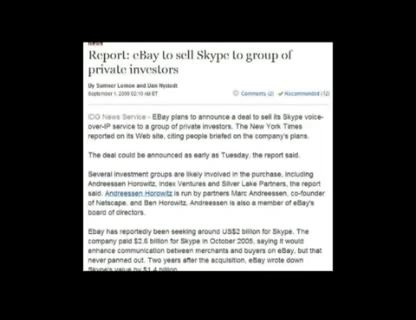 News
Report: eBay to sell Skype to group of
private investors
By Sumner Lemon and Dan Nystedt
September 1, 2009 02:15 AM ET
Comments (2)
Recommended (12)
IDG News Service - EBay plans to announce a deal to sell its Skype voice-
over-IP service to a group of private investors. The New York Times
reported on its Web site, citing people briefed on the company's plans.
The deal could be announced as early as Tuesday, the report said.
Several investment groups are likely involved in the purchase, including
Andreessen Horowitz, Index Ventures and Silver Lake Partners, the report
said. Andreessen Horowitz is run by partners Marc Andreessen, co-founder
of Netscape, and Ben Horowitz. Andreessen is also a member of eBay's
board of directors.
Ebay has reportedly been seeking around US$2 billion for Skype. The
company paid $2.6 billion for Skype in October 2005, saying it would
enhance communication between merchants and buyers on eBay, but that
never panned out. Two years after the acquisition, eBay wrote down
Skype's value by $1.4 billion.